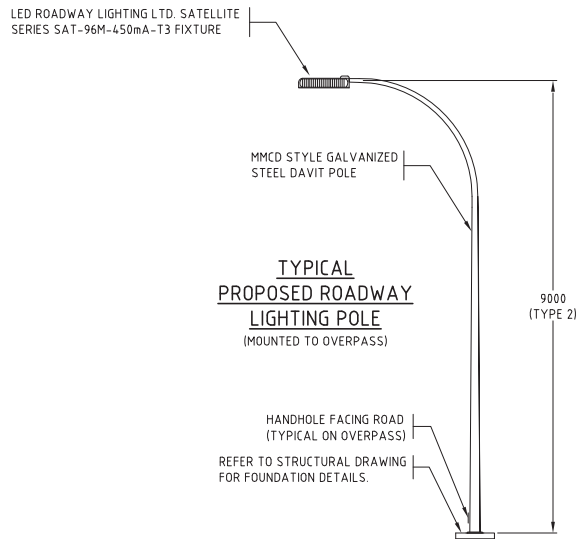 LED ROADWAY LIGHTING LTD. SATELLITE
SERIES SAT-96M-450mA-T3 FIXTURE
MMCD STYLE GALVANIZED
STEEL DAVIT POLE
TYPICAL
PROPOSED ROADWAY
LIGHTING POLE
(MOUNTED TO OVERPASS)
9000
(TYPE 2)
HANDHOLE FACING ROAD
(TYPICAL ON OVERPASS)
REFER TO STRUCTURAL DRAWING
FOR FOUNDATION DETAILS.